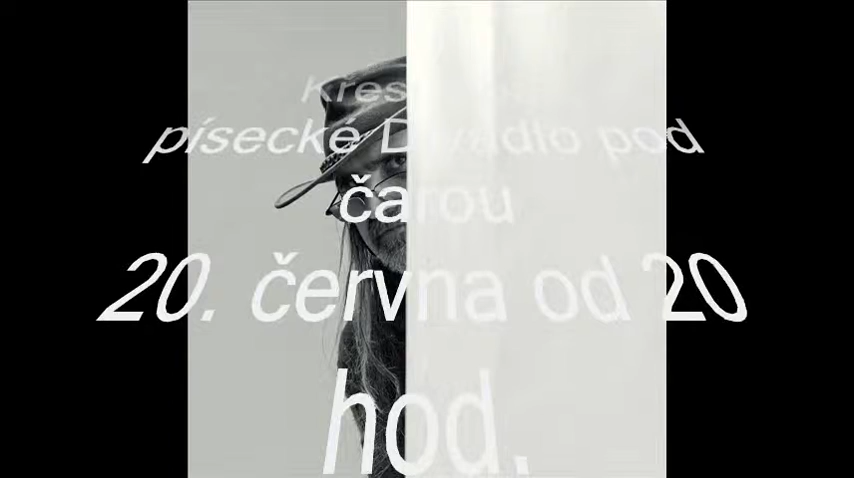 písecké Divadlo pod
čarou
20. června od 20
hod.